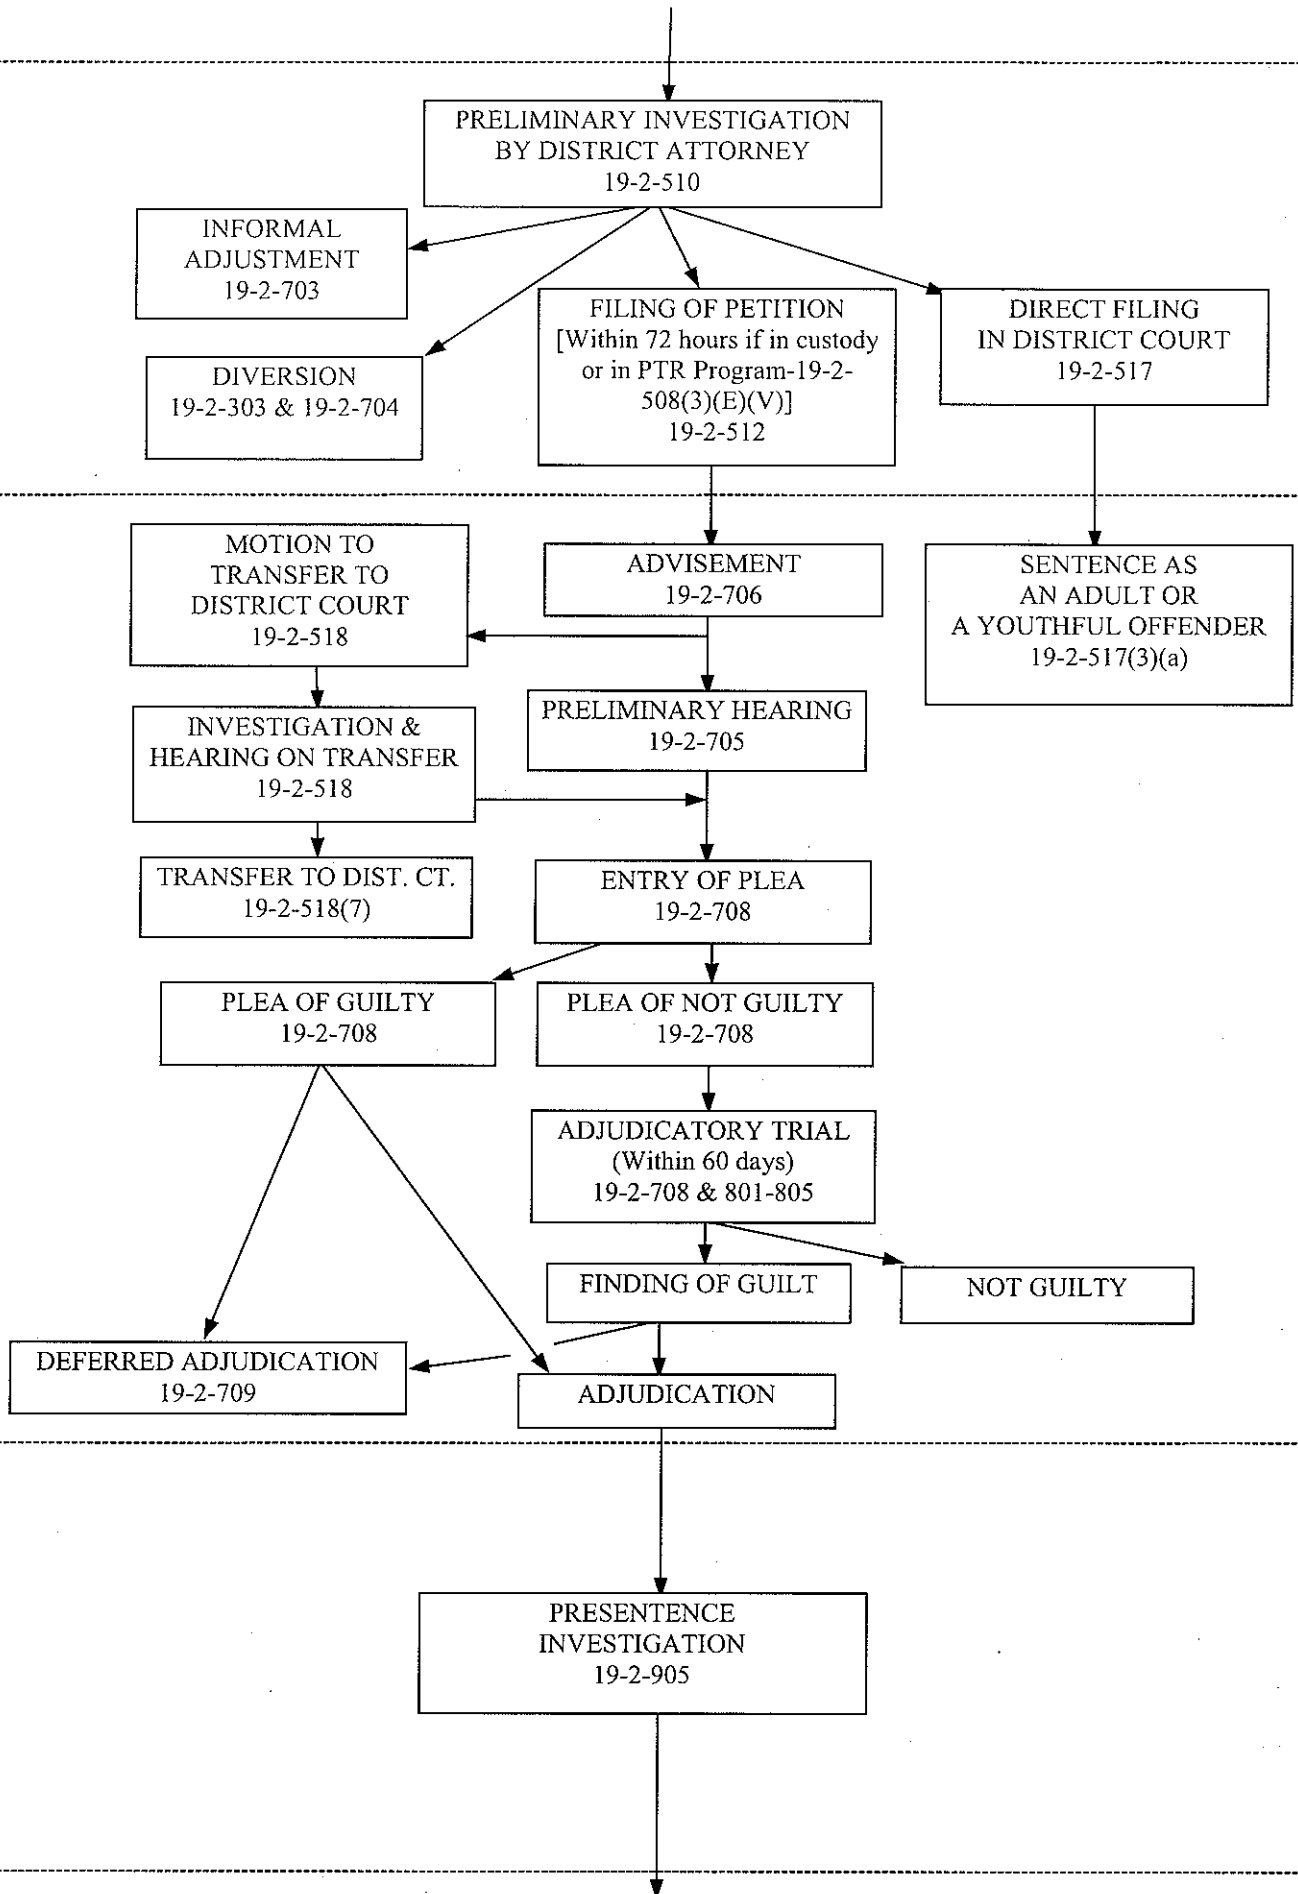 PRELIMINARY INVESTIGATION
BY DISTRICT ATTORNEY
19-2-510
INFORMAL
ADJUSTMENT
19-2-703
DIVERSION
19-2-303 & 19-2-704
FILING OF PETITION
[Within 72 hours if in custody
or in PTR Program-19-2-
508(3)(E)(V)]
19-2-512
DIRECT FILING
IN DISTRICT COURT
19-2-517
MOTION TO
TRANSFER TO
DISTRICT COURT
19-2-518
ADVISEMENT
19-2-706
SENTENCE AS
AN ADULT OR
A YOUTHFUL OFFENDER
19-2-517(3)(a)
INVESTIGATION &
HEARING ON TRANSFER
19-2-518
PRELIMINARY HEARING
19-2-705
TRANSFER TO DIST. CT.
19-2-518(7)
ENTRY OF PLEA
19-2-708
PLEA OF GUILTY
19-2-708
PLEA OF NOT GUILTY
19-2-708
ADJUDICATORY TRIAL
(Within 60 days)
19-2-708 & 801-805
FINDING OF GUILT
NOT GUILTY
DEFERRED ADJUDICATION
19-2-709
ADJUDICATION
PRESENTENCE
INVESTIGATION
19-2-905